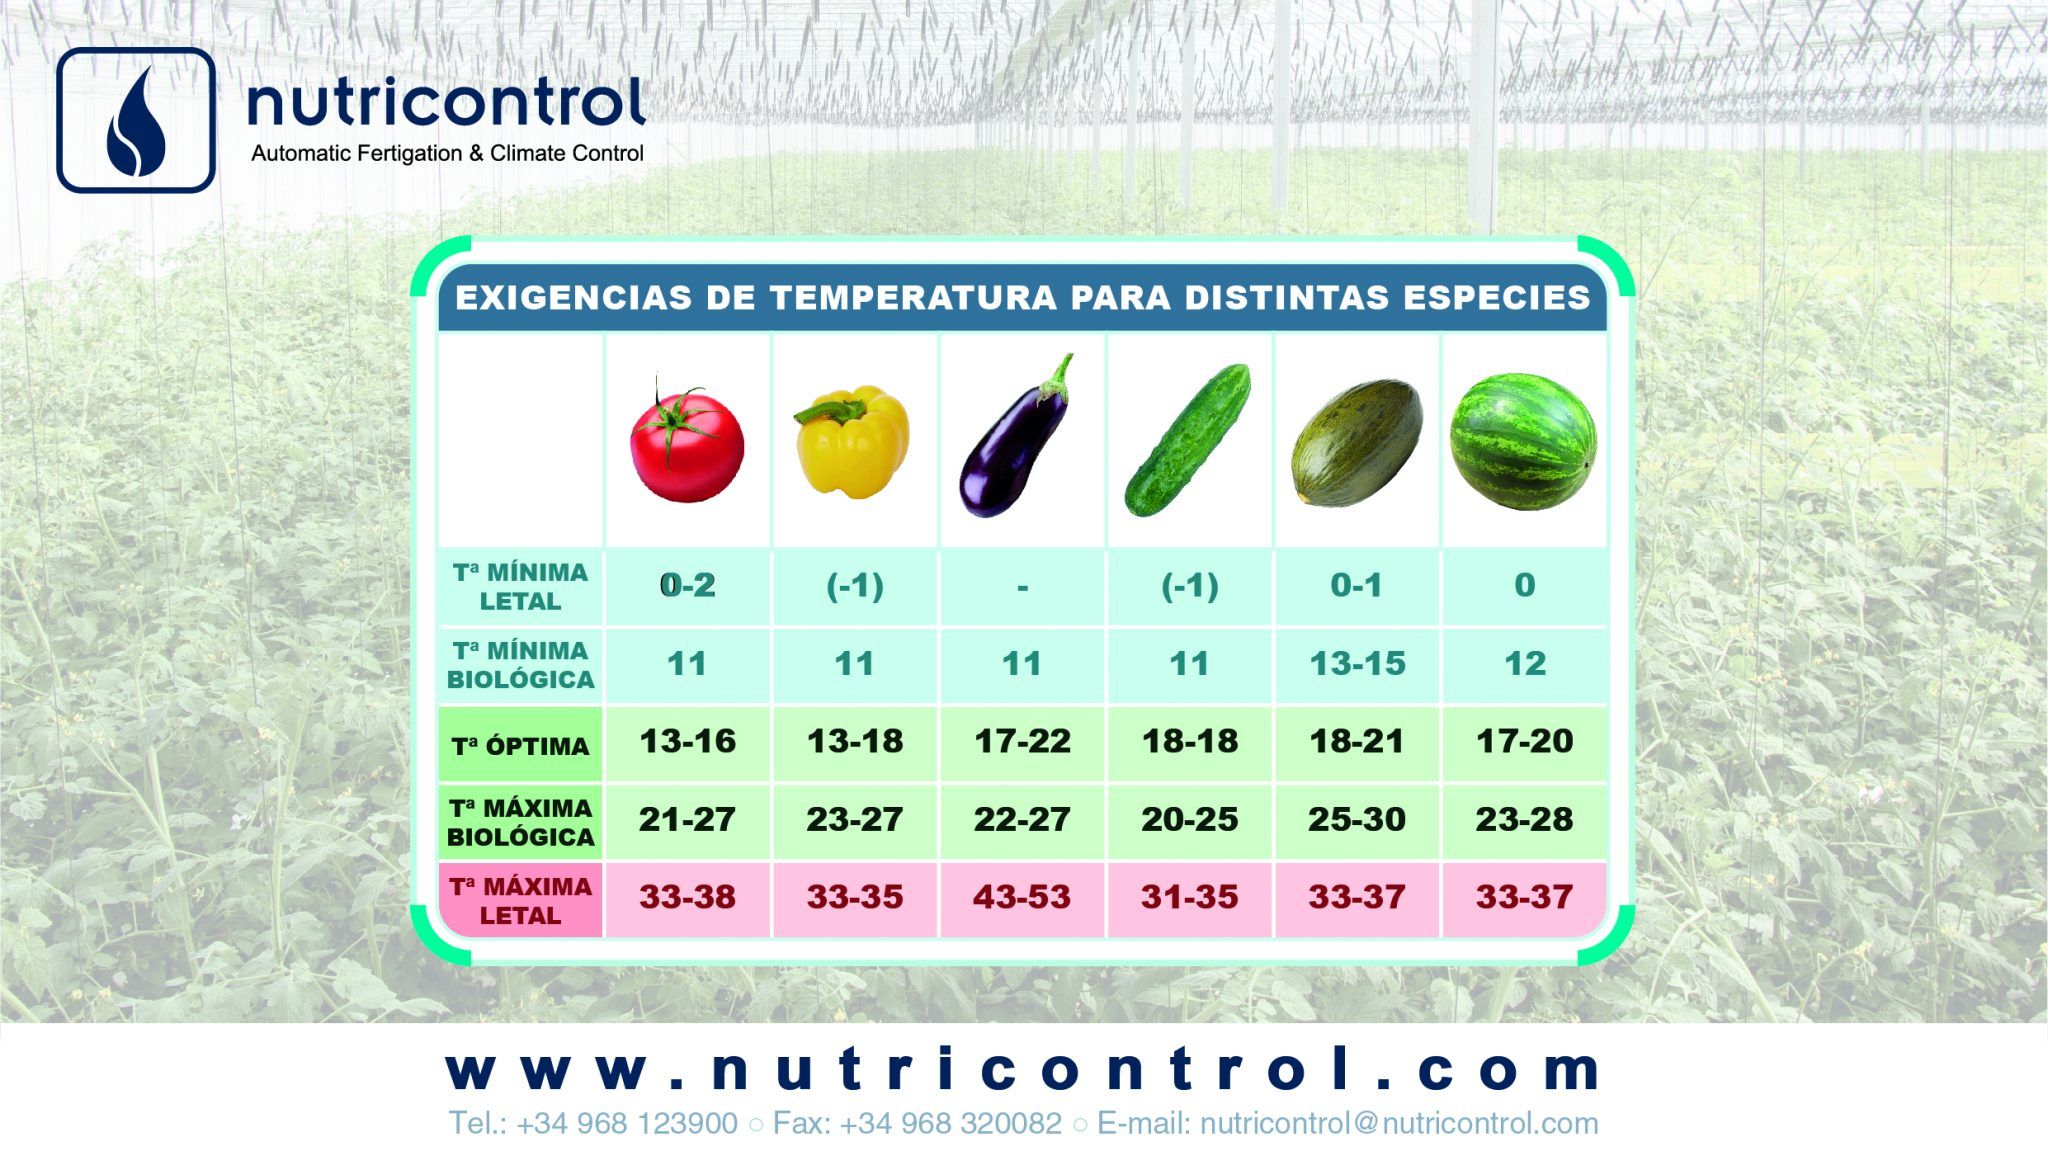 nutricontrol
Automatic Fertigation & Climate Control
EXIGENCIAS DE TEMPERATURA PARA DISTINTAS ESPECIES
Tª MÍNIMA LETAL 0-2 (-1) - (-1) 0-1 0
Tª MÍNIMA BIOLÓGICA 11 11 11 11 13-15 12
Tª ÓPTIMA 13-16 13-18 17-22 18-18 18-21 17-20
Tª MÁXIMA BIOLÓGICA 21-27 23-27 22-27 20-25 25-30 23-28
Tª MÁXIMA LETAL 33-38 33-35 43-53 31-35 33-37 33-37
www.nutricontrol.com
Tel.: +34 968 123900 ○ Fax: +34 968 320082 ○ E-mail: nutricontrol@nutricontrol.com